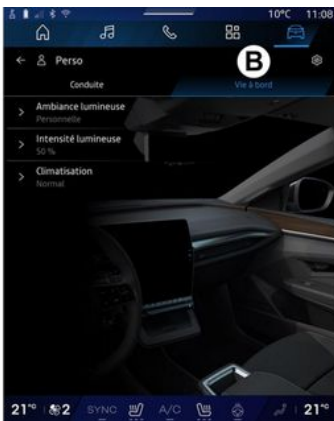 10°C 11:08
Perso
B
Conduite
Vie à bord
Ambiance lumineuse
Personnelle
Intensité lumineuse
50 %
Climatisation
Normal
21°C 2 SYNC A/C 21°C